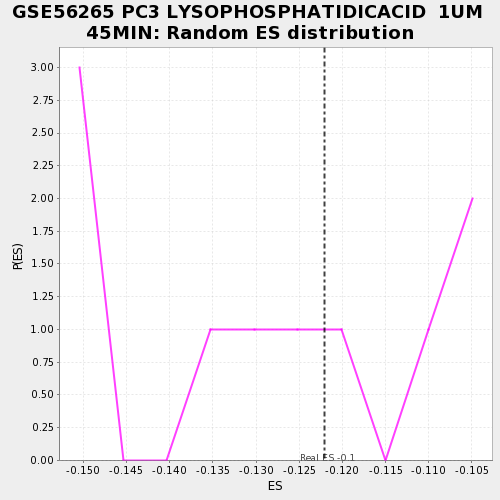 GSE56265 PC3 LYSOPHOSPHATIDICACID 1UM
45MIN: Random ES distribution
3.00
2.75
2.50
2.25
2.00
1.75
1.50
1.25
1.00
0.75
0.50
0.25
0.00
P(ES)
Real ES -0.1
-0.150 -0.145 -0.140 -0.135 -0.130 -0.125 -0.120 -0.115 -0.110 -0.105
ES